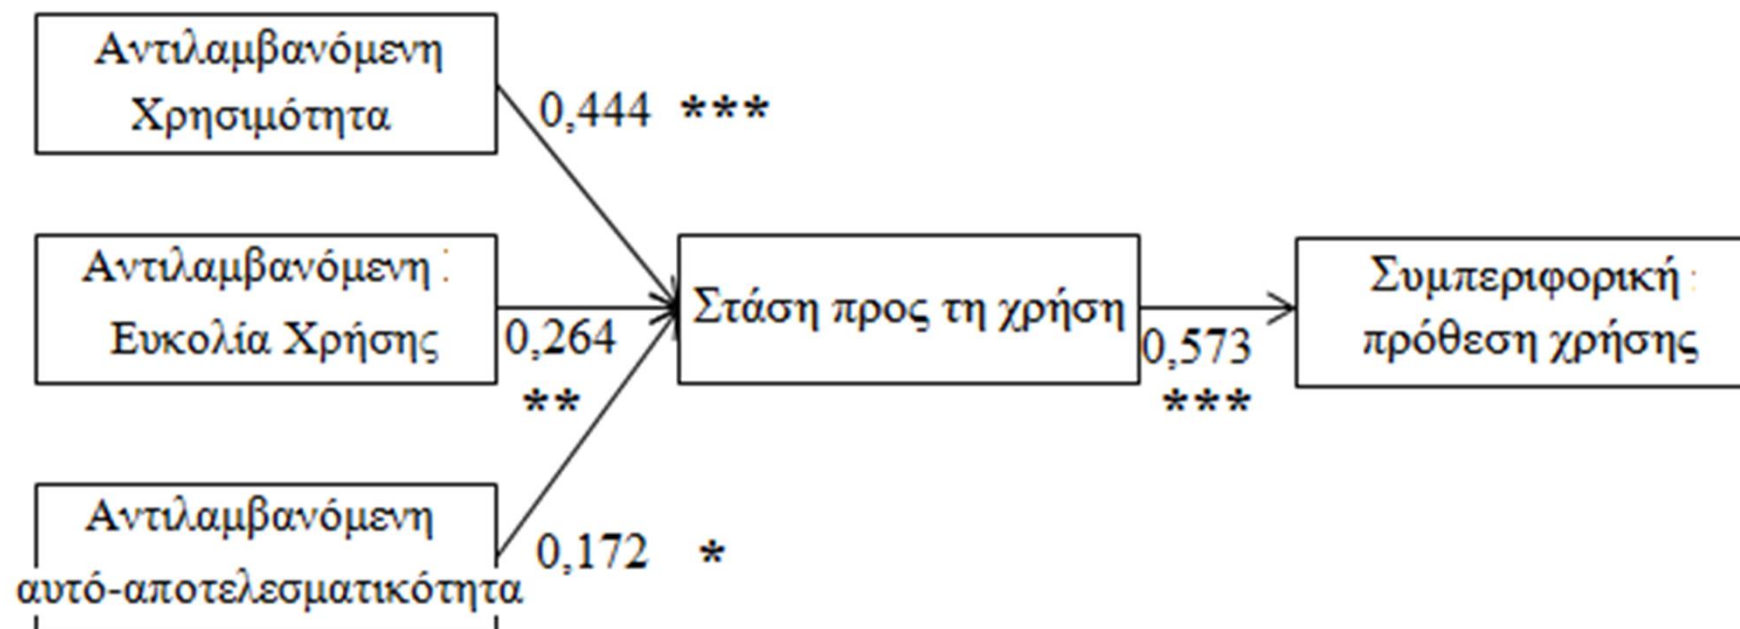 Αντιλαμβανόμενη
Χρησιμότητα
0,444 ***
Αντιλαμβανόμενη :
Ευκολία Χρήσης
0,264
**
Στάση προς τη χρήση
0,573
***
Συμπεριφορική :
πρόθεση χρήσης
Αντιλαμβανόμενη
αυτό-αποτελεσματικότητα
0,172 *